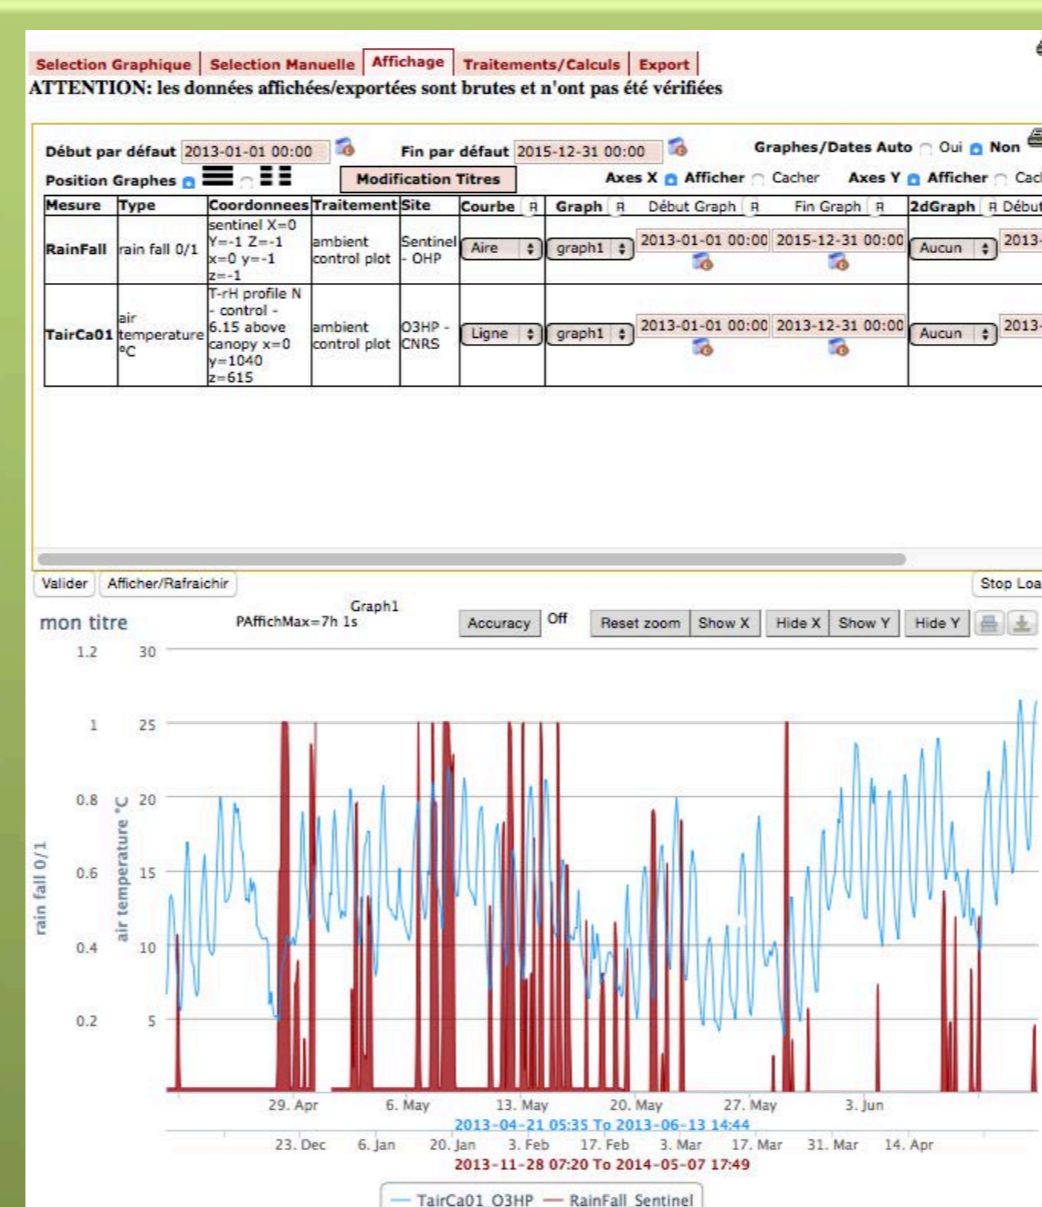 Selection Graphique Selection Manuelle Affichage Traitements/Calculs Export
ATTENTION: les données affichées/exportées sont brutes et n'ont pas été vérifiées
Début par défaut 2013-01-01 00:00 Fin par défaut 2015-12-31 00:00 Graphes/Dates Auto Oui Non
Position Graphes Modification Titres Axes X Afficher Cacher Axes Y Afficher Cach
Mesure Type Coordonnees Traitement Site Courbe R Graph R Début Graph R Fin Graph R 2dGraph R Début
RainFall rain fall 0/1 sentinel X=0
Y=-1 Z=-1
x=0 y=-1
z=-1
ambient
control plot
Sentinel
- OHP
Aire graph1 2013-01-01 00:00 2015-12-31 00:00 Aucun 2013-
TairCa01 air
temperature
°C
T-rH profile N
- control -
6.15 above
canopy x=0
y=1040
z=615
ambient
control plot
O3HP -
CNRS
Ligne graph1 2013-01-01 00:00 2013-12-31 00:00 Aucun 2013-
Valider Afficher/Rafraichir Stop Loa
mon titre
Graph1
PAffichMax=7h 1s
Accuracy Off Reset zoom Show X Hide X Show Y Hide Y
1.2 30
1 25
0.8 20
0.6 15
0.4 10
0.2 5
rain fall 0/1
air temperature °C
29. Apr 6. May 13. May 20. May 27. May 3. Jun
2013-04-21 05:35 To 2013-06-13 14:44
23. Dec 6. Jan 20. Jan 3. Feb 17. Feb 3. Mar 17. Mar 31. Mar 14. Apr
2013-11-28 07:20 To 2014-05-07 17:49
TairCa01_O3HP RainFall_Sentinel